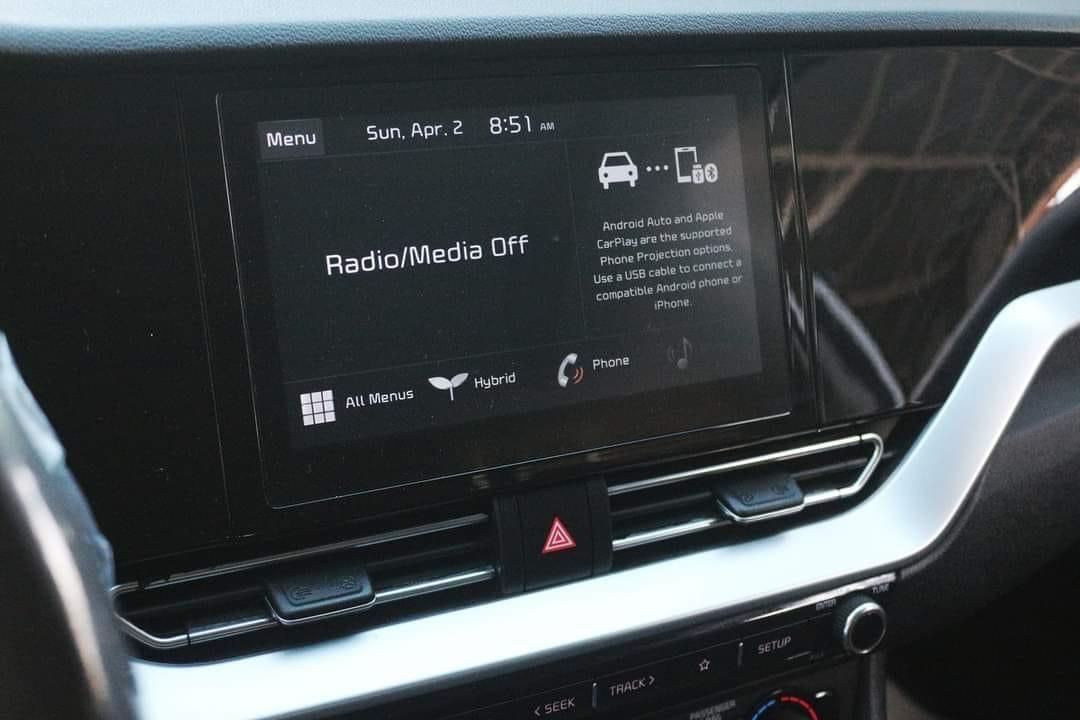 Menu
Sun, Apr. 2 8:51 AM
Radio/Media Off
Android Auto and Apple
CarPlay are the supported
Phone Projection options.
Use a USB cable to connect a
compatible Android phone or
iPhone.
All Menus
Hybrid
Phone
ENTER
TUNE
< SEEK
TRACK >
☆
SETUP
PASSENGER